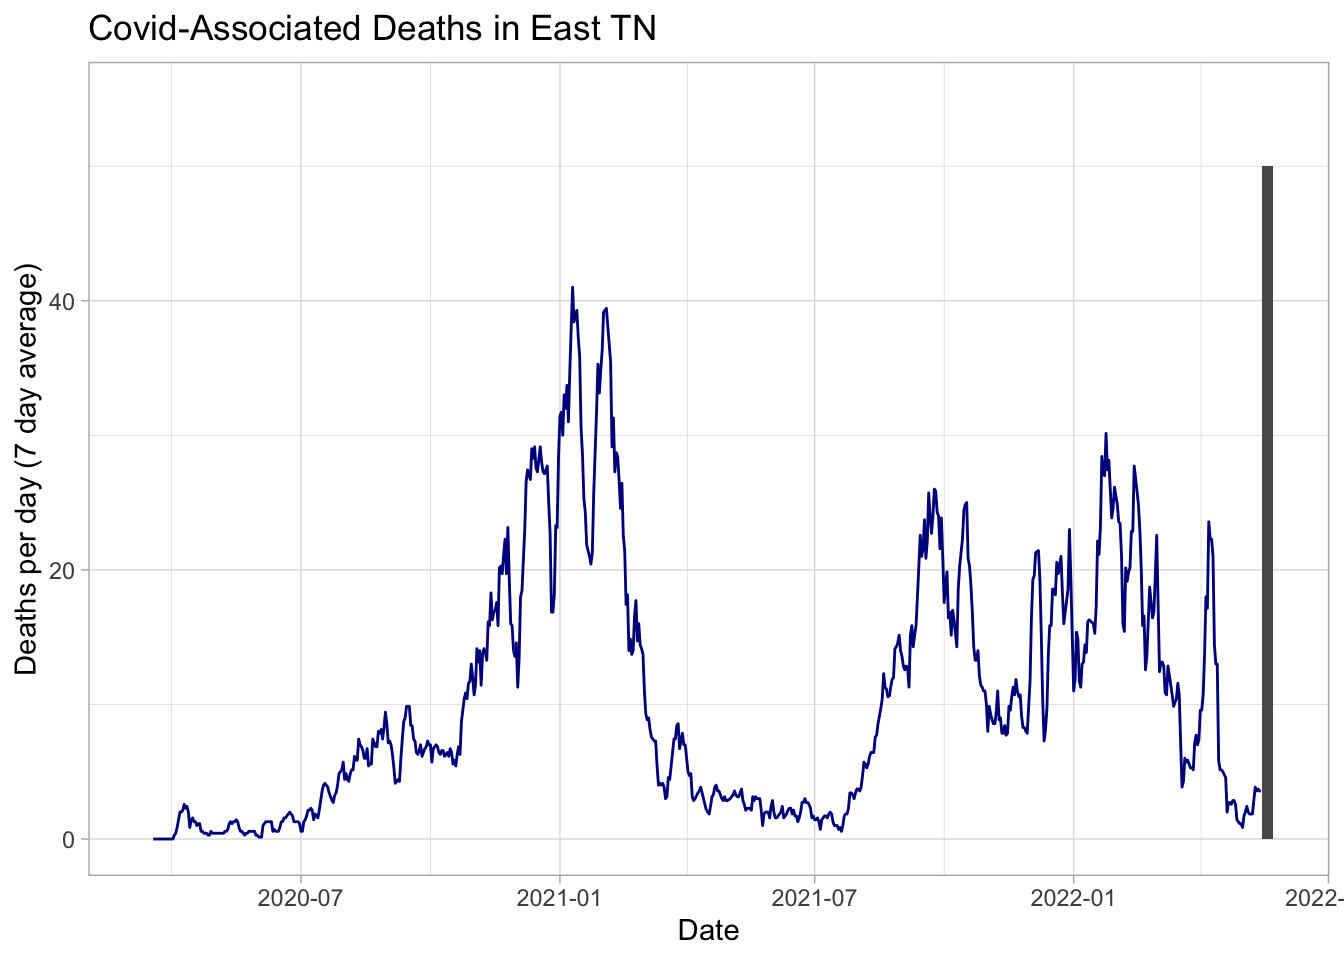 Covid-Associated Deaths in East TN
Deaths per day (7 day average)
40
20
0
2020-07
2021-01
2021-07
2022-01
2022-
Date